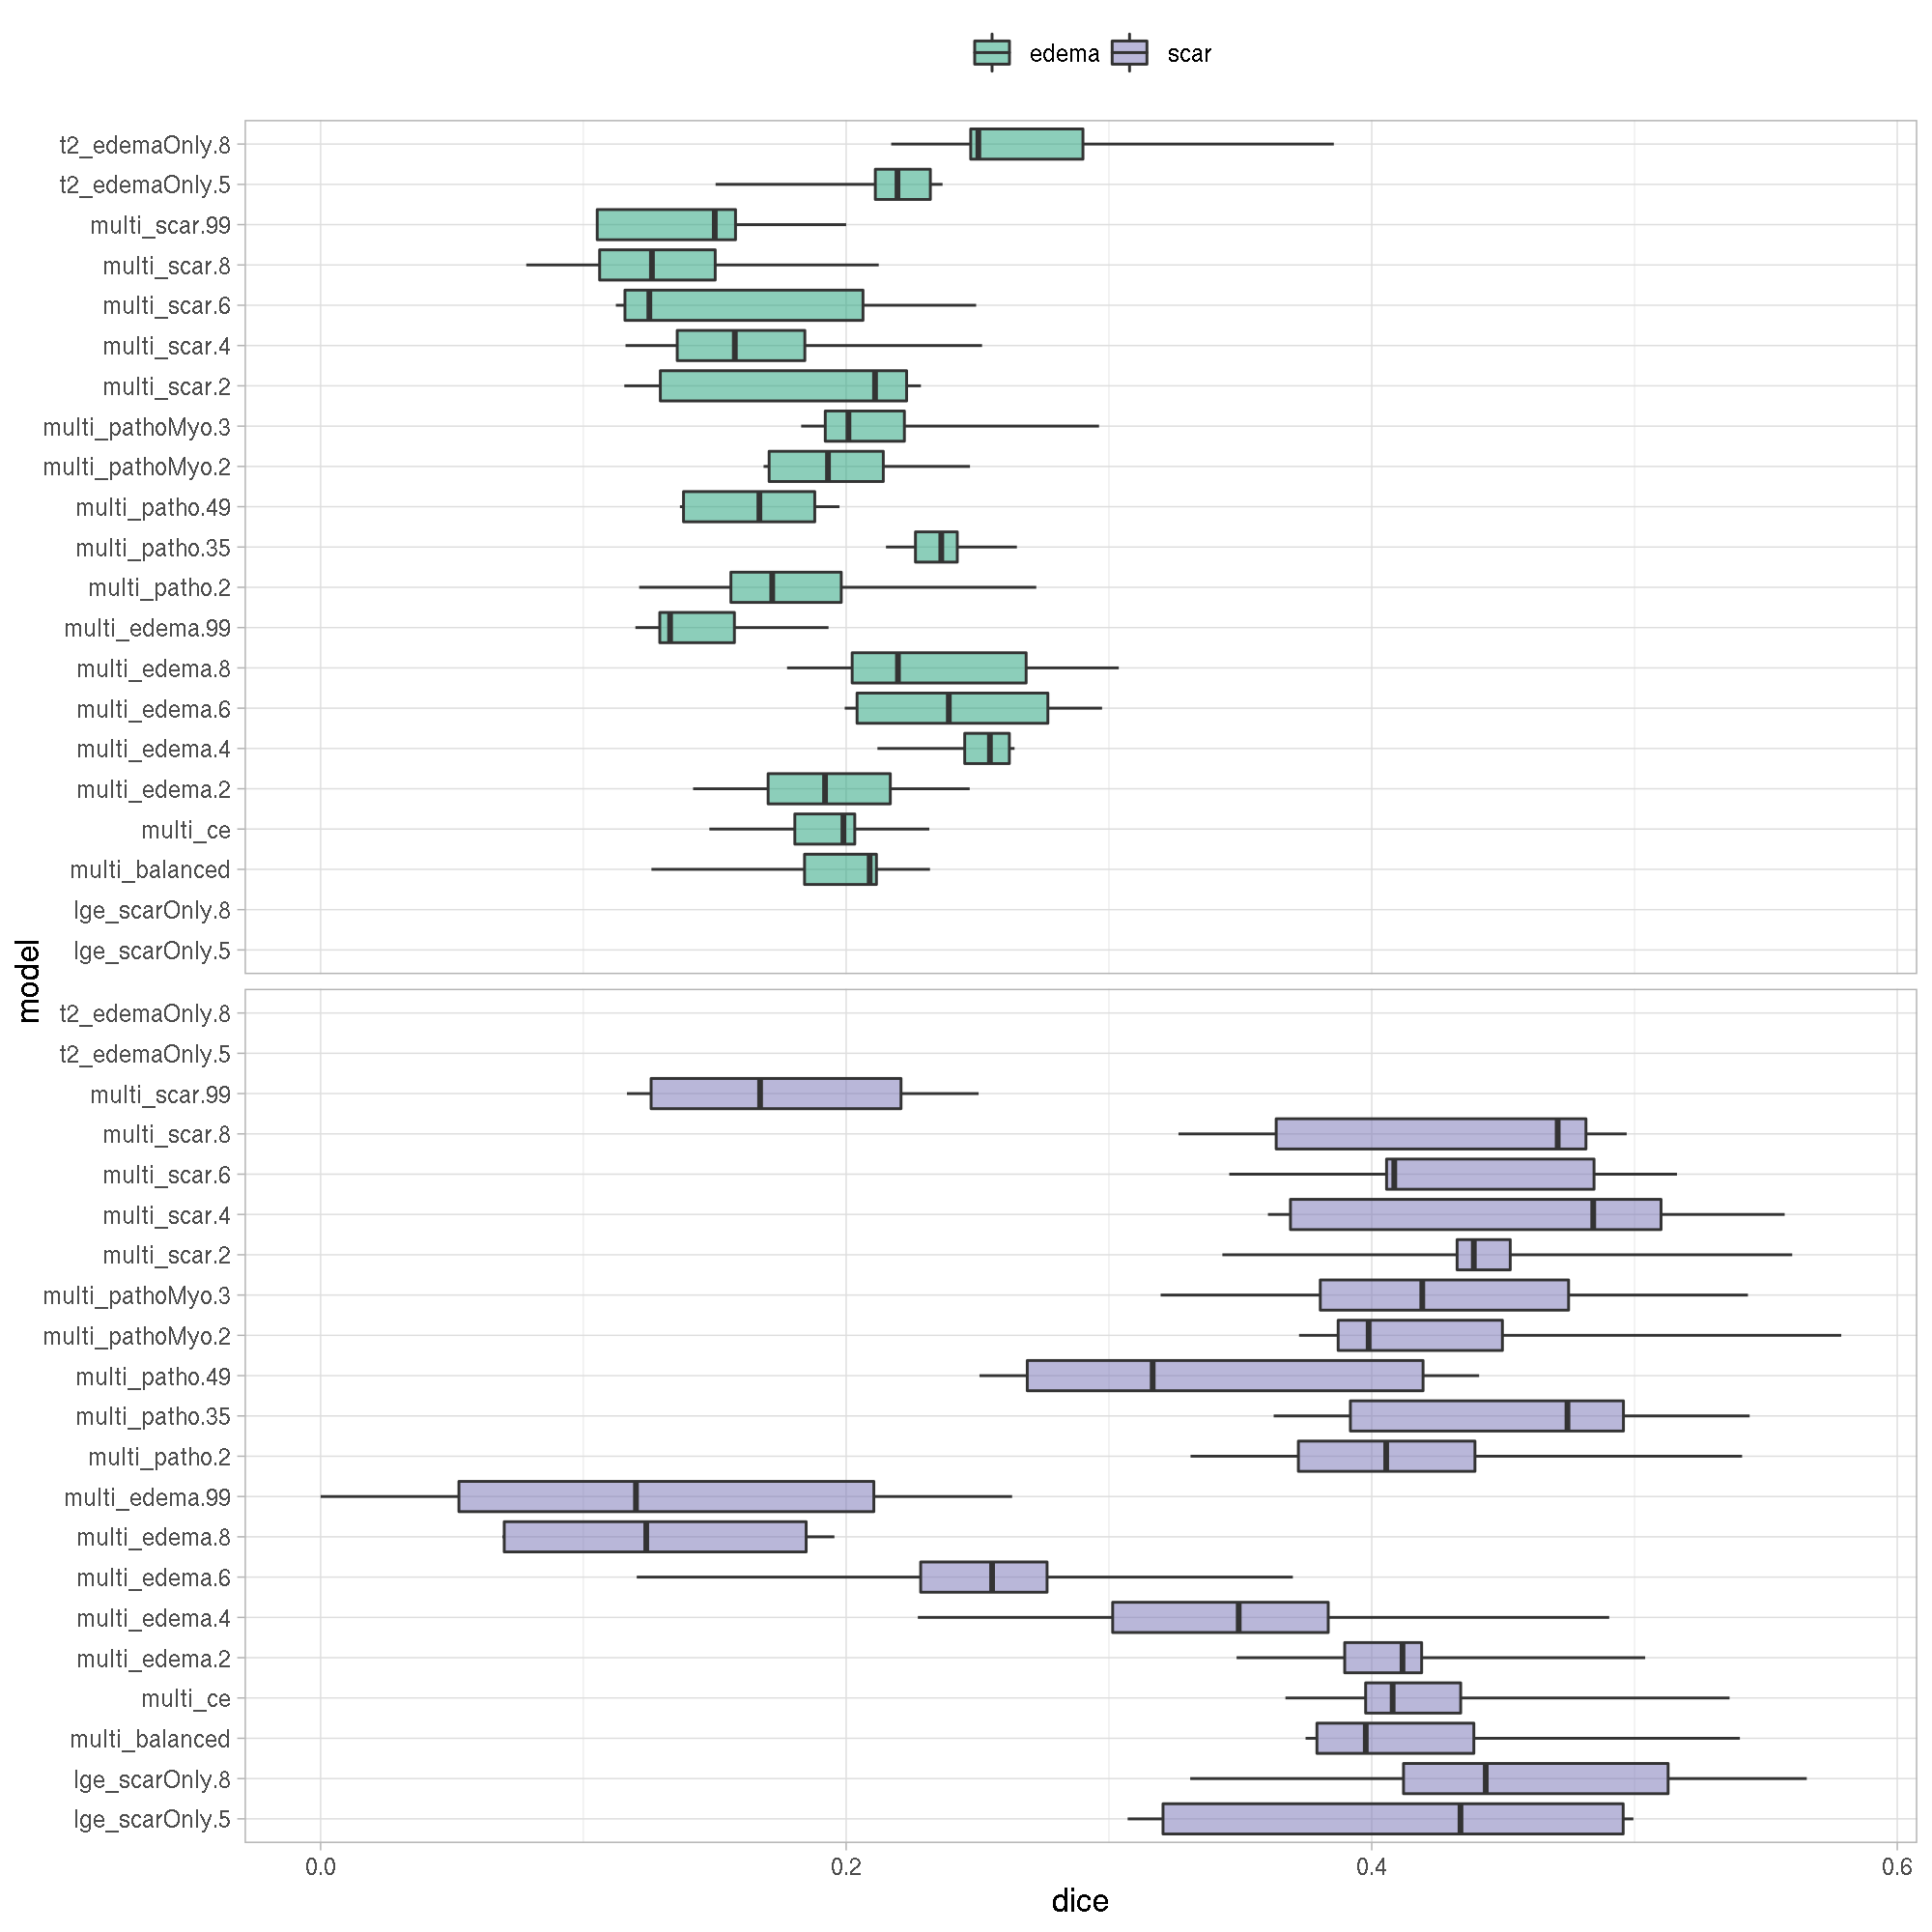 edema scar
t2_edemaOnly.8
t2_edemaOnly.5
multi_scar.99
multi_scar.8
multi_scar.6
multi_scar.4
multi_scar.2
multi_pathoMyo.3
multi_pathoMyo.2
multi_patho.49
multi_patho.35
multi_patho.2
multi_edema.99
multi_edema.8
multi_edema.6
multi_edema.4
multi_edema.2
multi_ce
multi_balanced
lge_scarOnly.8
lge_scarOnly.5
model
t2_edemaOnly.8
t2_edemaOnly.5
multi_scar.99
multi_scar.8
multi_scar.6
multi_scar.4
multi_scar.2
multi_pathoMyo.3
multi_pathoMyo.2
multi_patho.49
multi_patho.35
multi_patho.2
multi_edema.99
multi_edema.8
multi_edema.6
multi_edema.4
multi_edema.2
multi_ce
multi_balanced
lge_scarOnly.8
lge_scarOnly.5
0.0 0.2 0.4 0.6
dice